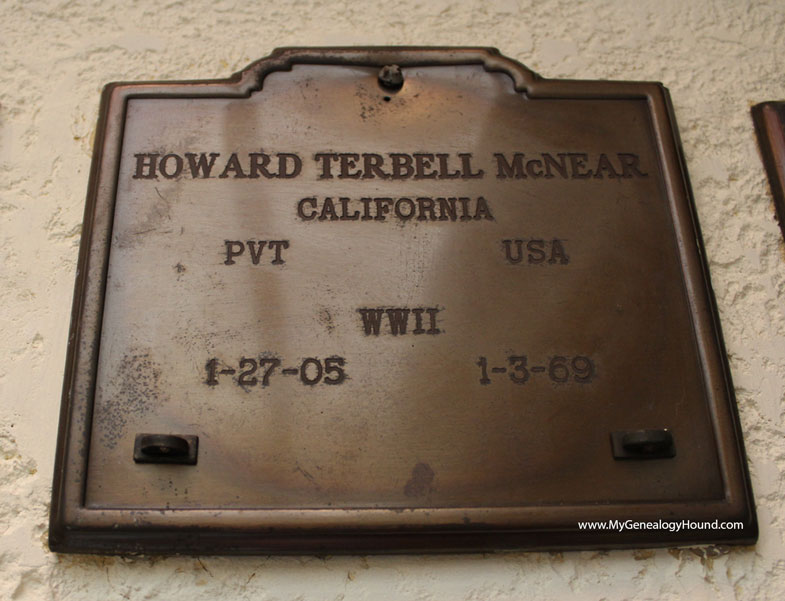 HOWARD TERBELL McNEAR
CALIFORNIA
PVT USA
WWII
1-27-05 1-3-69
www.MyGenealogyHound.com